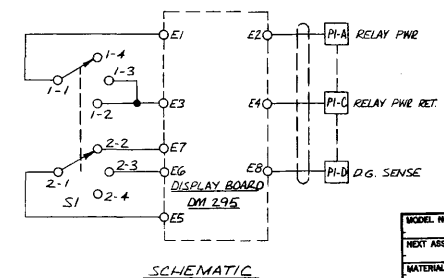 E1
E2
P1-A RELAY PWR
1-4
1-3
1-1
1-2
E3
E4
P1-C RELAY PWR RET.
2-2
E7
2-3
E6
E8
P1-D D.G. SENSE
2-1
DISPLAY BOARD
DM 295
S1
2-4
E5
SCHEMATIC
MODEL N
NEXT ASS
MATERIAL